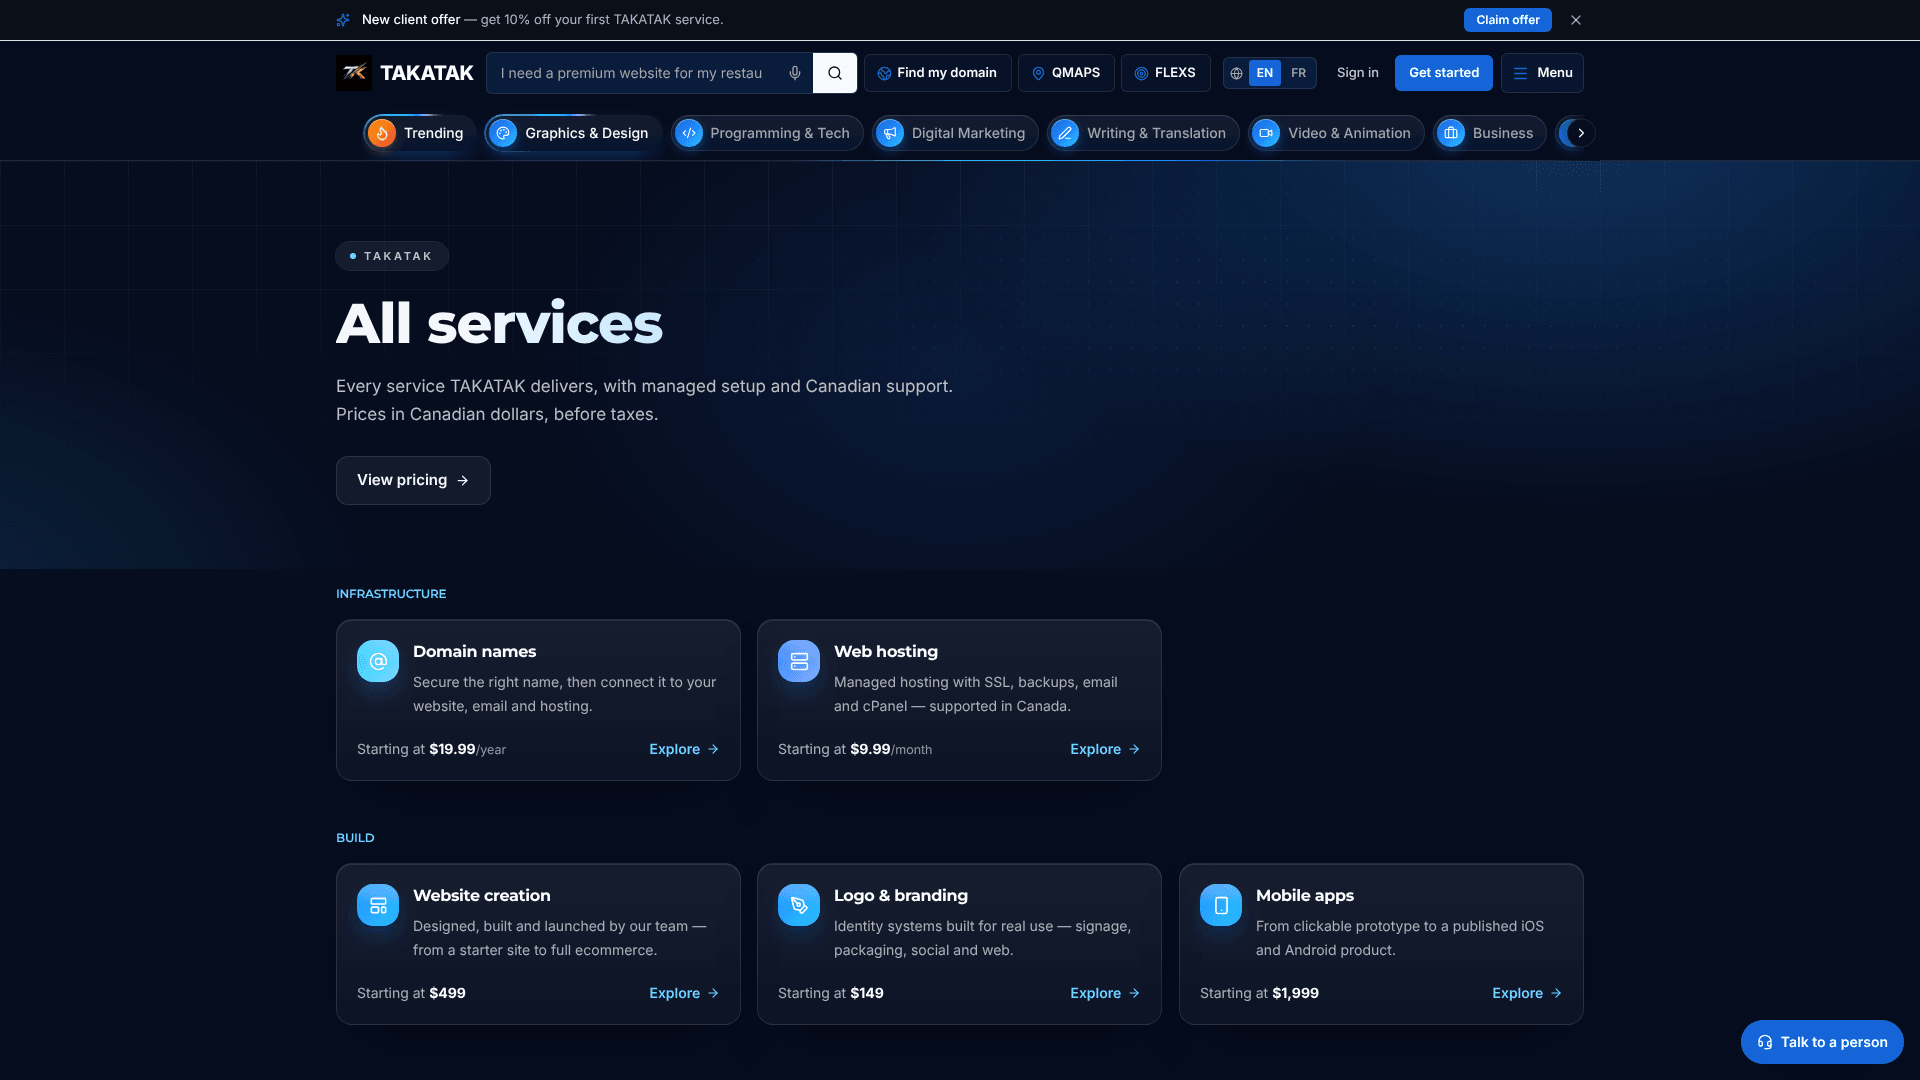 New client offer — get 10% off your first TAKATAK service.
Claim offer
TAKATAK
I need a premium website for my restau
Find my domain
QMAPS
FLEXS
EN
FR
Sign in
Get started
Menu
Trending
Graphics & Design
Programming & Tech
Digital Marketing
Writing & Translation
Video & Animation
Business
TAKATAK
All services
Every service TAKATAK delivers, with managed setup and Canadian support.
Prices in Canadian dollars, before taxes.
View pricing
INFRASTRUCTURE
Domain names
Secure the right name, then connect it to your
website, email and hosting.
Starting at $19.99/year
Explore
Web hosting
Managed hosting with SSL, backups, email
and cPanel — supported in Canada.
Starting at $9.99/month
Explore
BUILD
Website creation
Designed, built and launched by our team —
from a starter site to full ecommerce.
Starting at $499
Explore
Logo & branding
Identity systems built for real use — signage,
packaging, social and web.
Starting at $149
Explore
Mobile apps
From clickable prototype to a published iOS
and Android product.
Starting at $1,999
Explore
Talk to a person